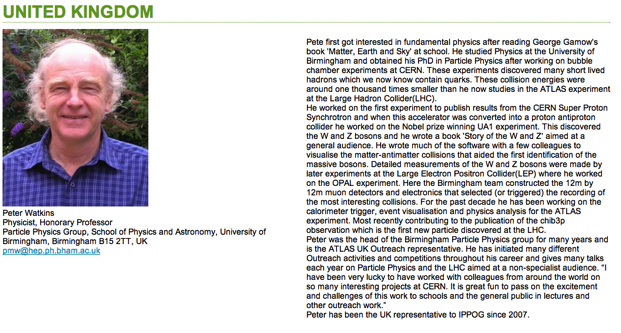 UNITED KINGDOM
Peter Watkins
Physicist, Honorary Professor
Particle Physics Group, School of Physics and Astronomy, University of
Birmingham, Birmingham B15 2TT, UK
pmw@hep.ph.bham.ac.uk
Pete first got interested in fundamental physics after reading George Gamow's
book 'Matter, Earth and Sky' at school. He studied Physics at the University of
Birmingham and obtained his PhD in Particle Physics after working on bubble
chamber experiments at CERN. These experiments discovered many short lived
hadrons which we now know contain quarks. These collision energies were
around one thousand times smaller than he now studies in the ATLAS experiment
at the Large Hadron Collider(LHC).
He worked on the first experiment to publish results from the CERN Super Proton
Synchrotron and when this accelerator was converted into a proton antiproton
collider he worked on the Nobel prize winning UA1 experiment. This discovered
the W and Z bosons and he wrote a book 'Story of the W and Z' aimed at a
general audience. He wrote much of the software with a few colleagues to
visualise the matter-antimatter collisions that aided the first identification of the
massive bosons. Detailed measurements of the W and Z bosons were made by
later experiments at the Large Electron Positron Collider(LEP) where he worked
on the OPAL experiment. Here the Birmingham team constructed the 12m by
12m muon detectors and electronics that selected (or triggered) the recording of
the most interesting collisions. For the past decade he has been working on the
calorimeter trigger, event visualisation and physics analysis for the ATLAS
experiment. Most recently contributing to the publication of the chib3p
observation which is the first new particle discovered at the LHC.
Peter was the head of the Birmingham Particle Physics group for many years and
is the ATLAS UK Outreach representative. He has initiated many different
Outreach activities and competitions throughout his career and gives many talks
each year on Particle Physics and the LHC aimed at a non-specialist audience. "I
have been very lucky to have worked with colleagues from around the world on
so many interesting projects at CERN. It is great fun to pass on the excitement
and challenges of this work to schools and the general public in lectures and
other outreach work."
Peter has been the UK representative to IPPOG since 2007.